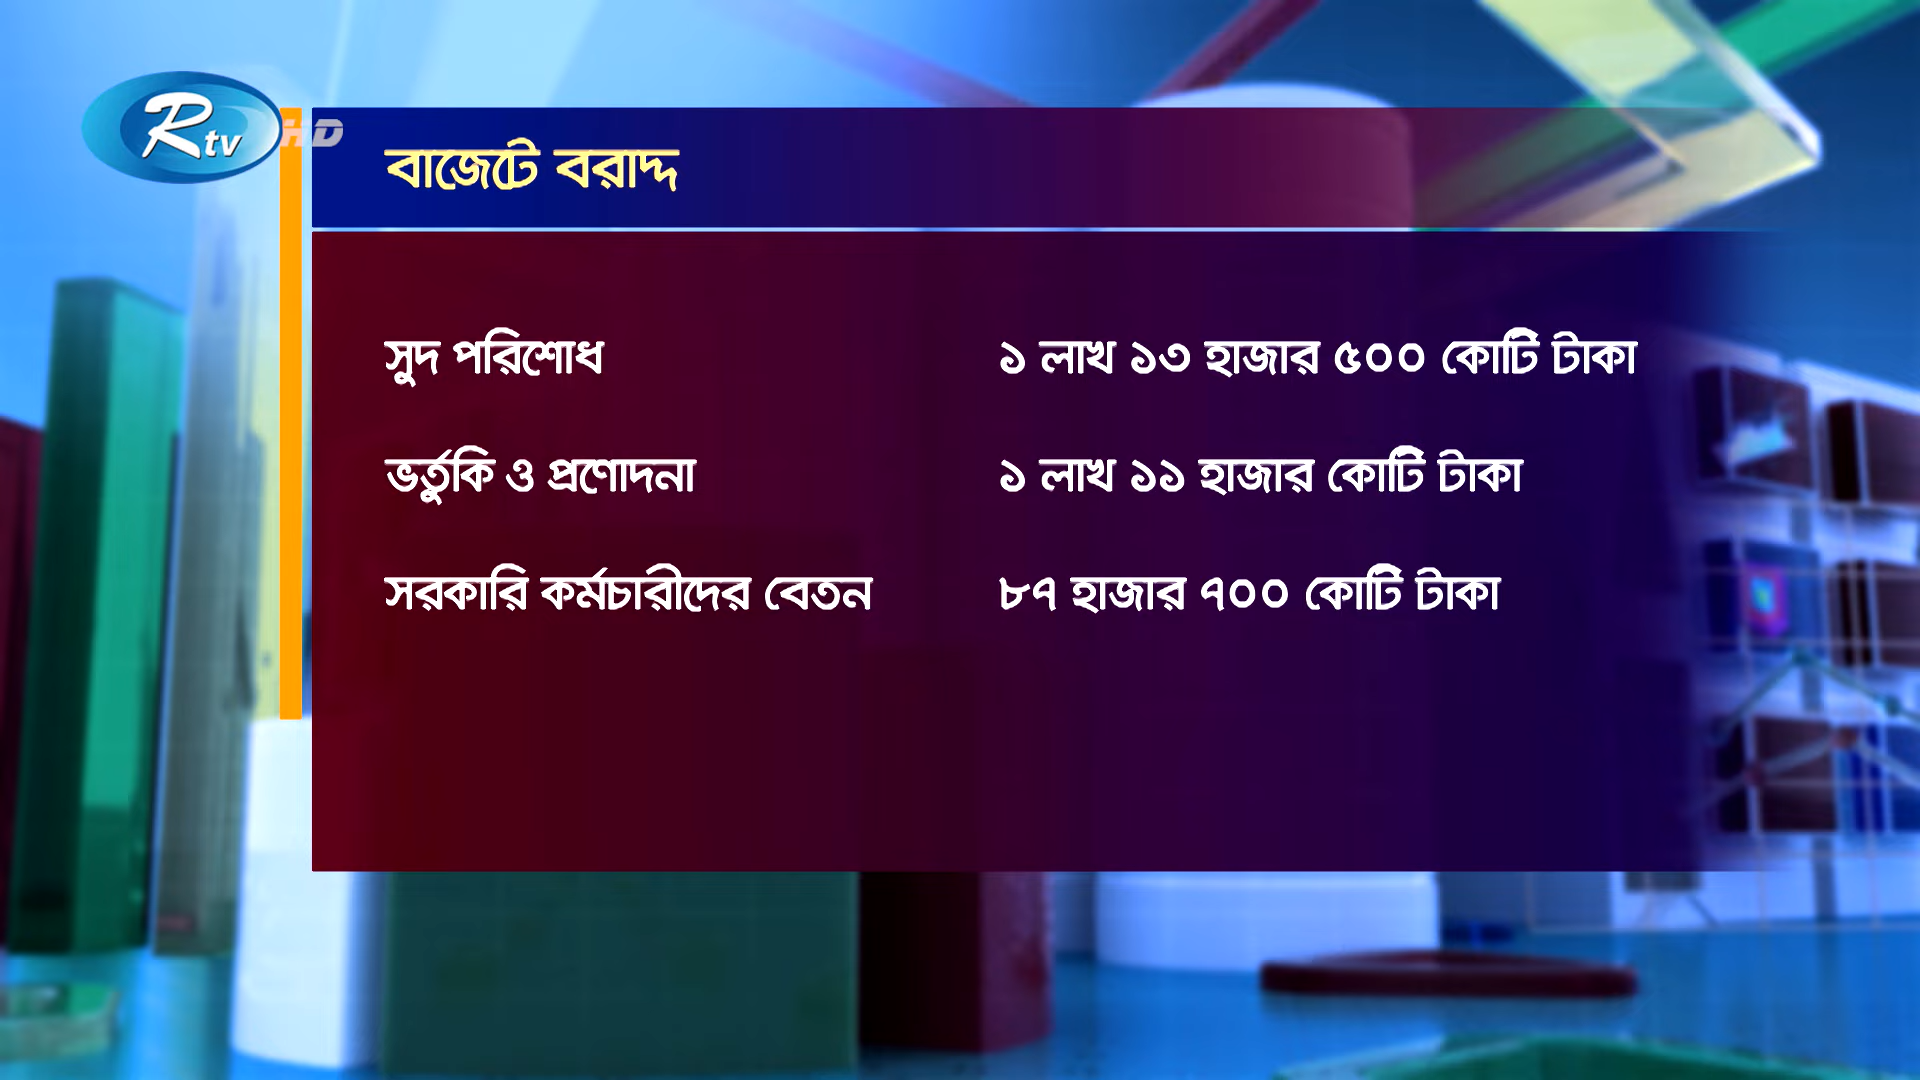 Rtv HD
বাজেটে বরাদ্দ
সুদ পরিশোধ ১ লাখ ১৩ হাজার ৫০০ কোটি টাকা
ভর্তুকি ও প্রণোদনা ১ লাখ ১১ হাজার কোটি টাকা
সরকারি কর্মচারীদের বেতন ৮৭ হাজার ৭০০ কোটি টাকা